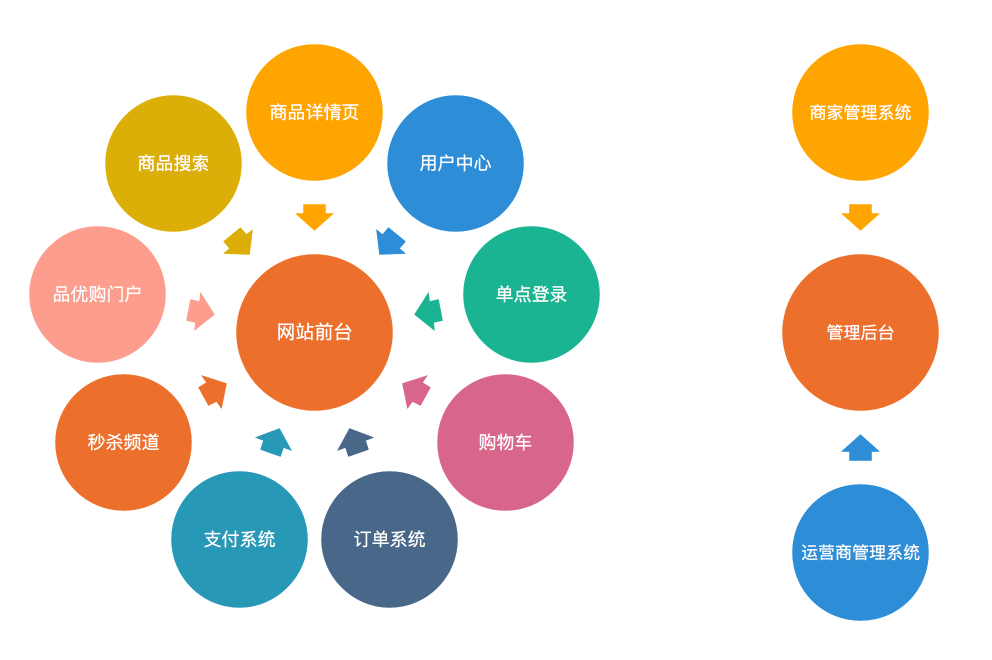 商品详情页
商家管理系统
商品搜索
用户中心
品优购门户
单点登录
网站前台
管理后台
秒杀频道
购物车
支付系统
订单系统
运营商管理系统